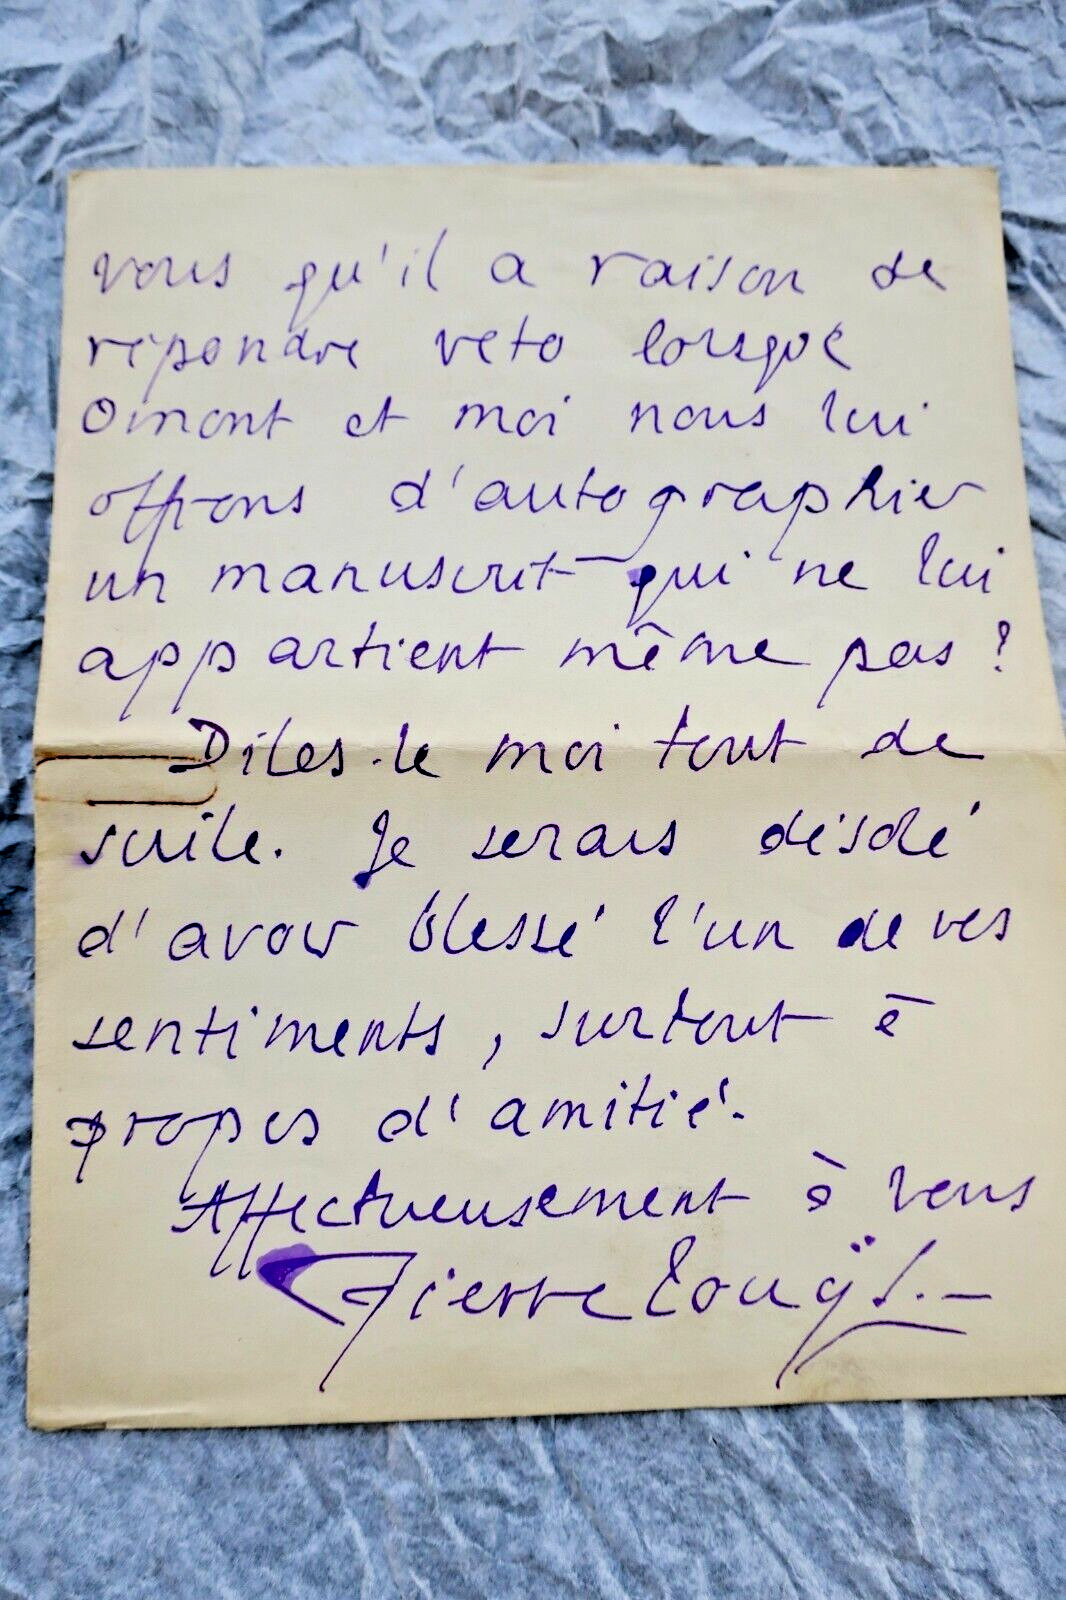 vous qu'il a raison de
répondre veto lorsque
Omont et moi nous lui
offrons d'autographier
un manuscrit qui ne lui
appartient même pas ?
Dites-le moi tout de
suite. Je serais désolé
d'avoir blessé l'un de vos
sentiments, surtout à
propos d'amitié.
Affectueusement à vous
Pierre Louÿs.—